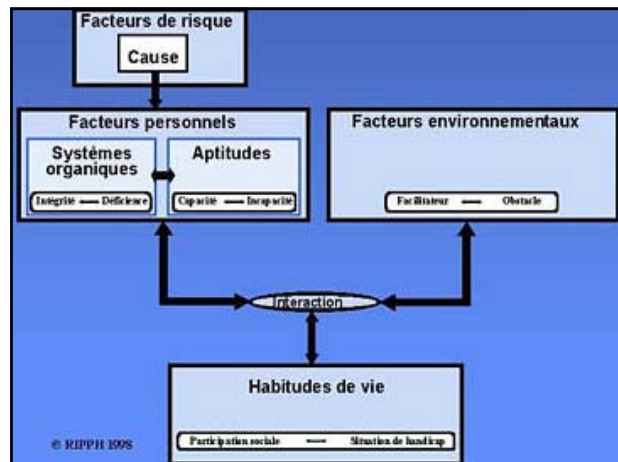 Facteurs de risque
Cause
Facteurs personnels
Systèmes
organiques
Intégrité Déficience
Aptitudes
Capacité Incapacité
Facteurs environnementaux
Facilitateur Obstacle
Interaction
Habitudes de vie
Participation sociale Situation de handicap
© RIPPH 1998